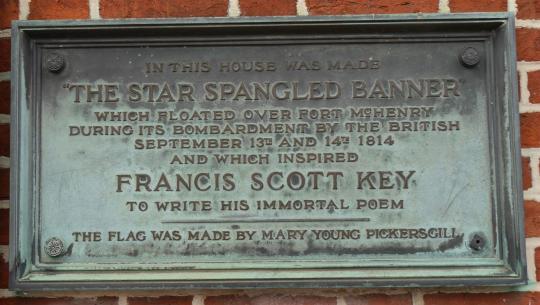 IN THIS HOUSE WAS MADE
"THE STAR SPANGLED BANNER"
WHICH FLOATED OVER FORT McHENRY
DURING ITS BOMBARDMENT BY THE BRITISH
SEPTEMBER 13TH AND 14TH 1814
AND WHICH INSPIRED
FRANCIS SCOTT KEY
TO WRITE HIS IMMORTAL POEM
THE FLAG WAS MADE BY MARY YOUNG PICKERSGILL